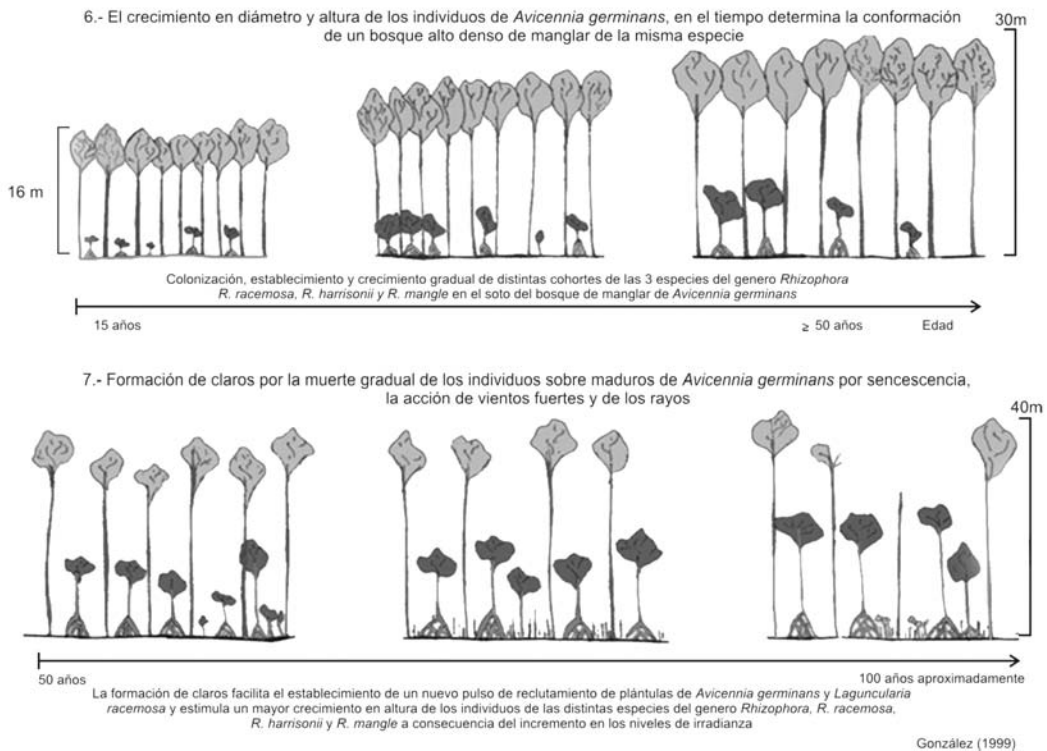 6.- El crecimiento en diámetro y altura de los individuos de Avicennia germinans, en el tiempo determina la conformación
de un bosque alto denso de manglar de la misma especie
30m
16 m
Colonización, establecimiento y crecimiento gradual de distintas cohortes de las 3 especies del genero Rhizophora
R. racemosa, R. harrisonii y R. mangle en el soto del bosque de manglar de Avicennia germinans
15 años
≥ 50 años
Edad
7.- Formación de claros por la muerte gradual de los individuos sobre maduros de Avicennia germinans por sencescencia,
la acción de vientos fuertes y de los rayos
40m
50 años
100 años aproximadamente
La formación de claros facilita el establecimiento de un nuevo pulso de reclutamiento de plántulas de Avicennia germinans y Laguncularia
racemosa y estimula un mayor crecimiento en altura de los individuos de las distintas especies del genero Rhizophora, R. racemosa,
R. harrisonii y R. mangle a consecuencia del incremento en los niveles de irradianza
González (1999)